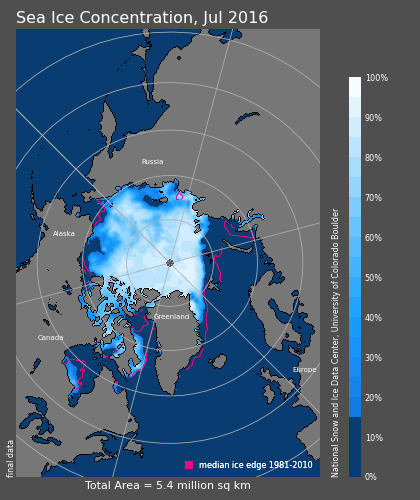 Sea Ice Concentration, Jul 2016
Russia
Alaska
Greenland
Canada
Europe
median ice edge 1981-2010
Total Area = 5.4 million sq km
final data
National Snow and Ice Data Center, University of Colorado Boulder
100%
90%
80%
70%
60%
50%
40%
30%
20%
10%
0%